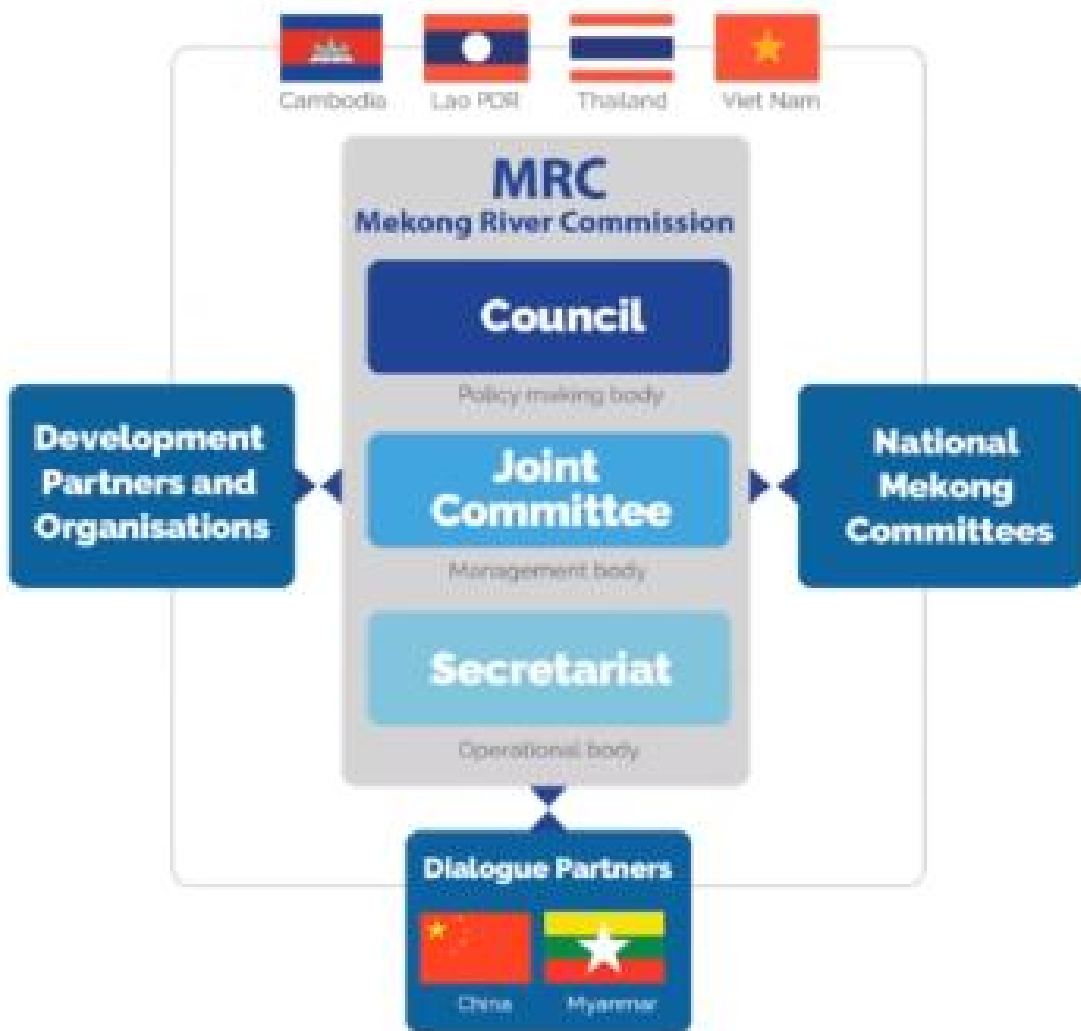 Cambodia
Lao PDR
Thailand
Viet Nam
MRC
Mekong River Commission
Council
Policy making body
Joint
Committee
Management body
Secretariat
Operational body
Development
Partners and
Organisations
National
Mekong
Committees
Dialogue Partners
China
Myanmar